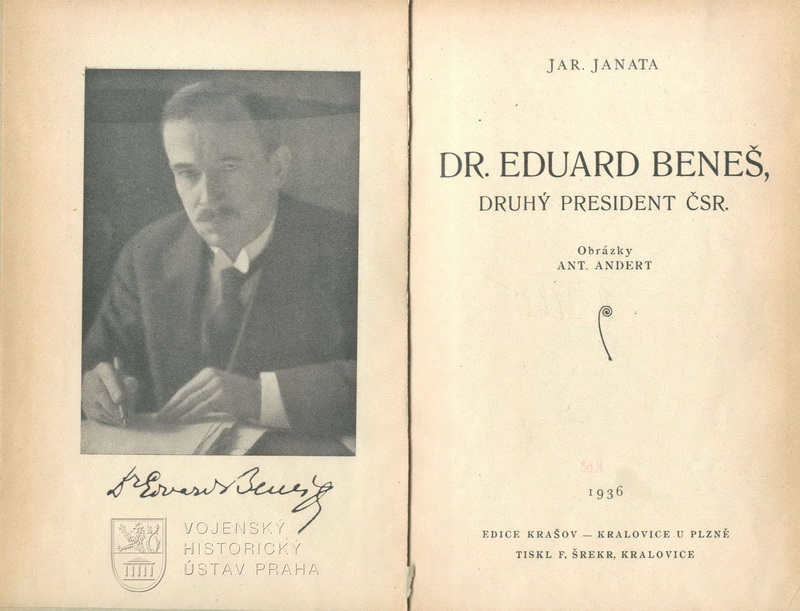 Dr Eduard Beneš
VOJENSKÝ
HISTORICKÝ
ÚSTAV PRAHA
JAR. JANATA
DR. EDUARD BENEŠ,
DRUHÝ PRESIDENT ČSR.
Obrázky
ANT. ANDERT
1936
EDICE KRAŠOV — KRALOVICE U PLZNĚ
TISKL F. ŠREKR, KRALOVICE